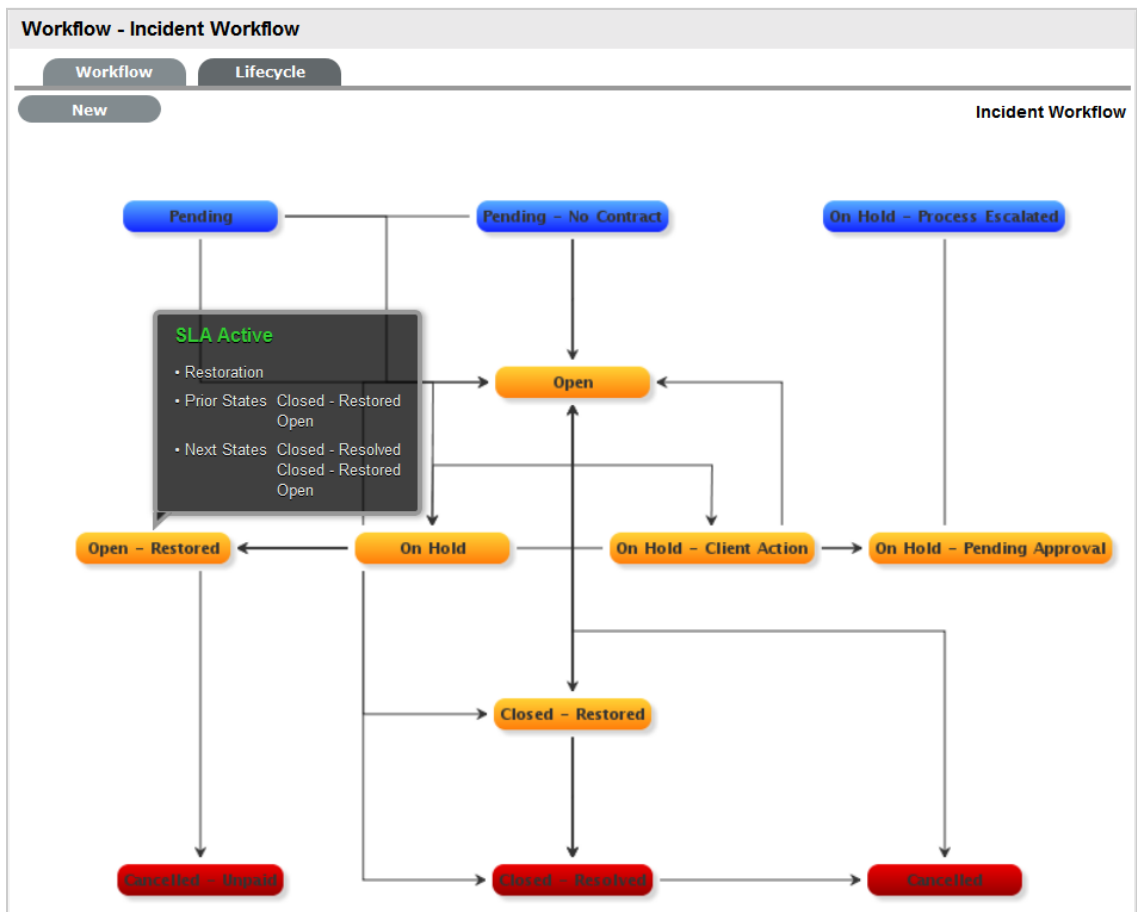 Workflow - Incident Workflow
Workflow
Lifecycle
New
Incident Workflow
Pending
Pending - No Contract
On Hold - Process Escalated
SLA Active
• Restoration
• Prior States Closed - Restored
Open
• Next States Closed - Resolved
Closed - Restored
Open
Open
Open - Restored
On Hold
On Hold - Client Action
On Hold - Pending Approval
Closed - Restored
Cancelled - Unpaid
Closed - Resolved
Cancelled